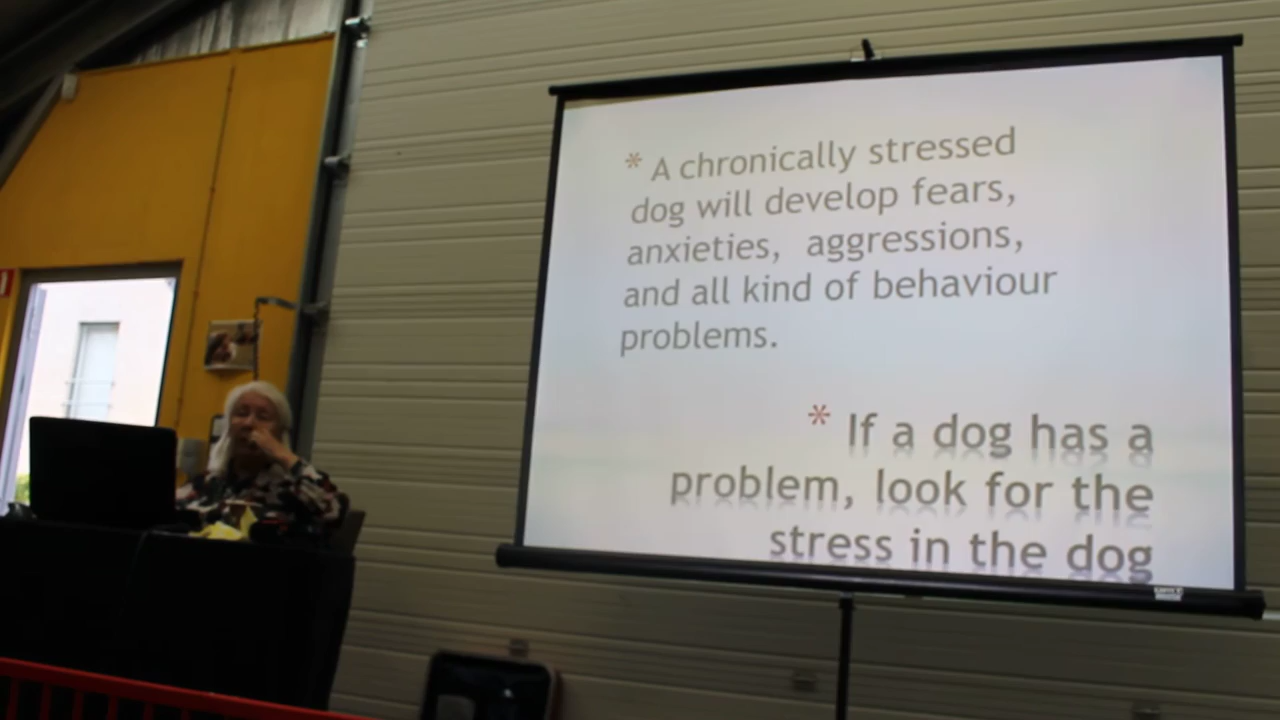 * A chronically stressed
dog will develop fears,
anxieties, aggressions,
and all kind of behaviour
problems.
* If a dog has a
problem, look for the
stress in the dog